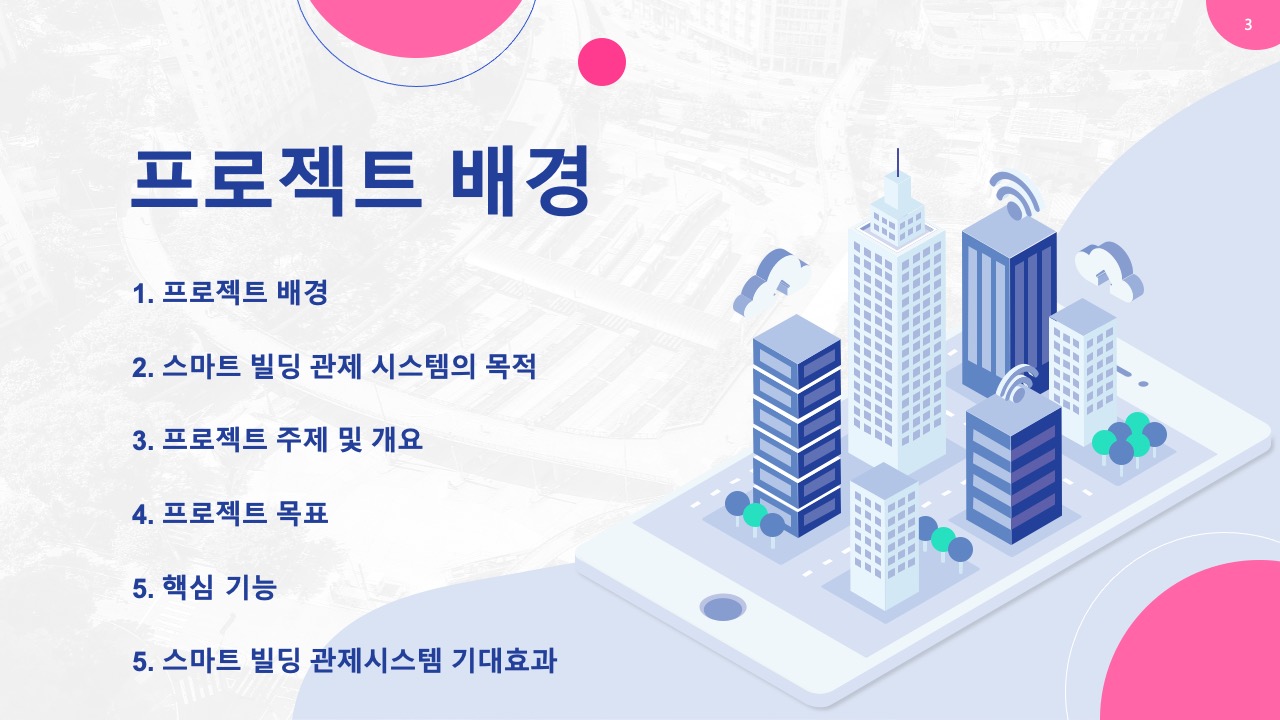 3
프로젝트 배경
1. 프로젝트 배경
2. 스마트 빌딩 관제 시스템의 목적
3. 프로젝트 주제 및 개요
4. 프로젝트 목표
5. 핵심 기능
5. 스마트 빌딩 관제시스템 기대효과